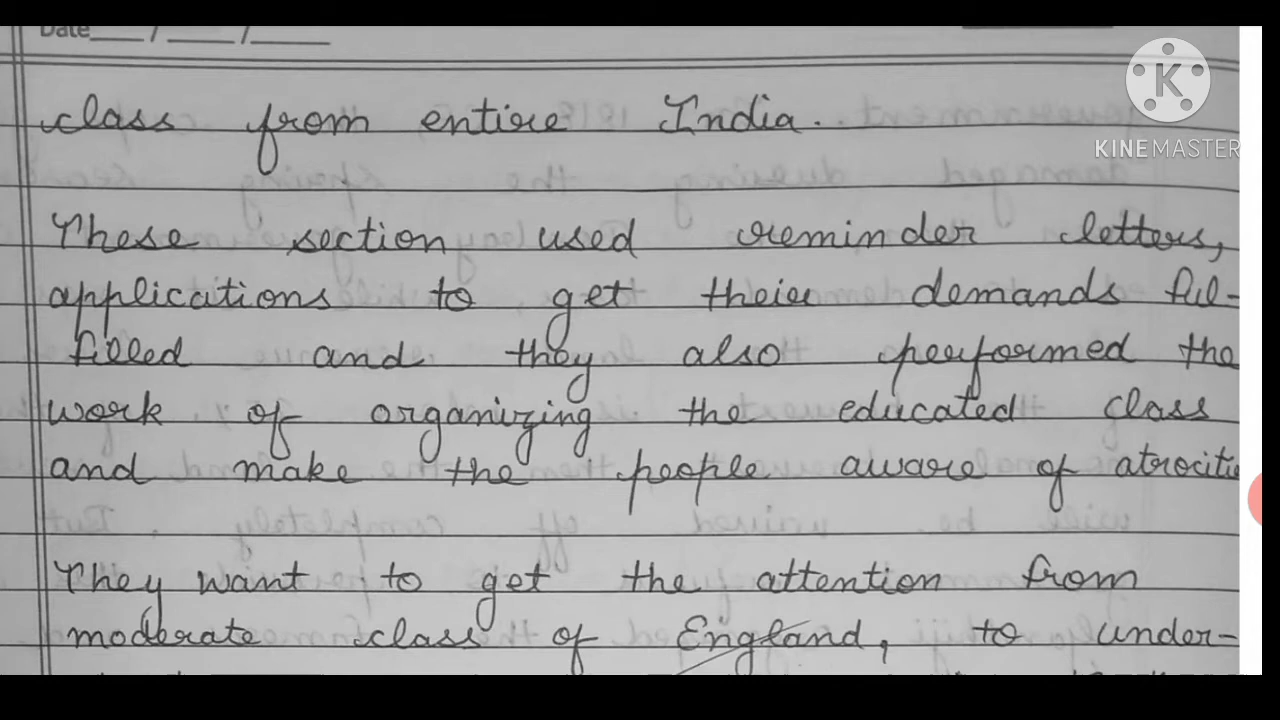 Date___/___/___
K
KINEMASTER
class from entire India.
These section used reminder letters,
applications to get their demands ful-
filled and they also performed the
work of organizing the educated class
and make the people aware of atrocitie
They want to get the attention from
moderate class of England, to under-